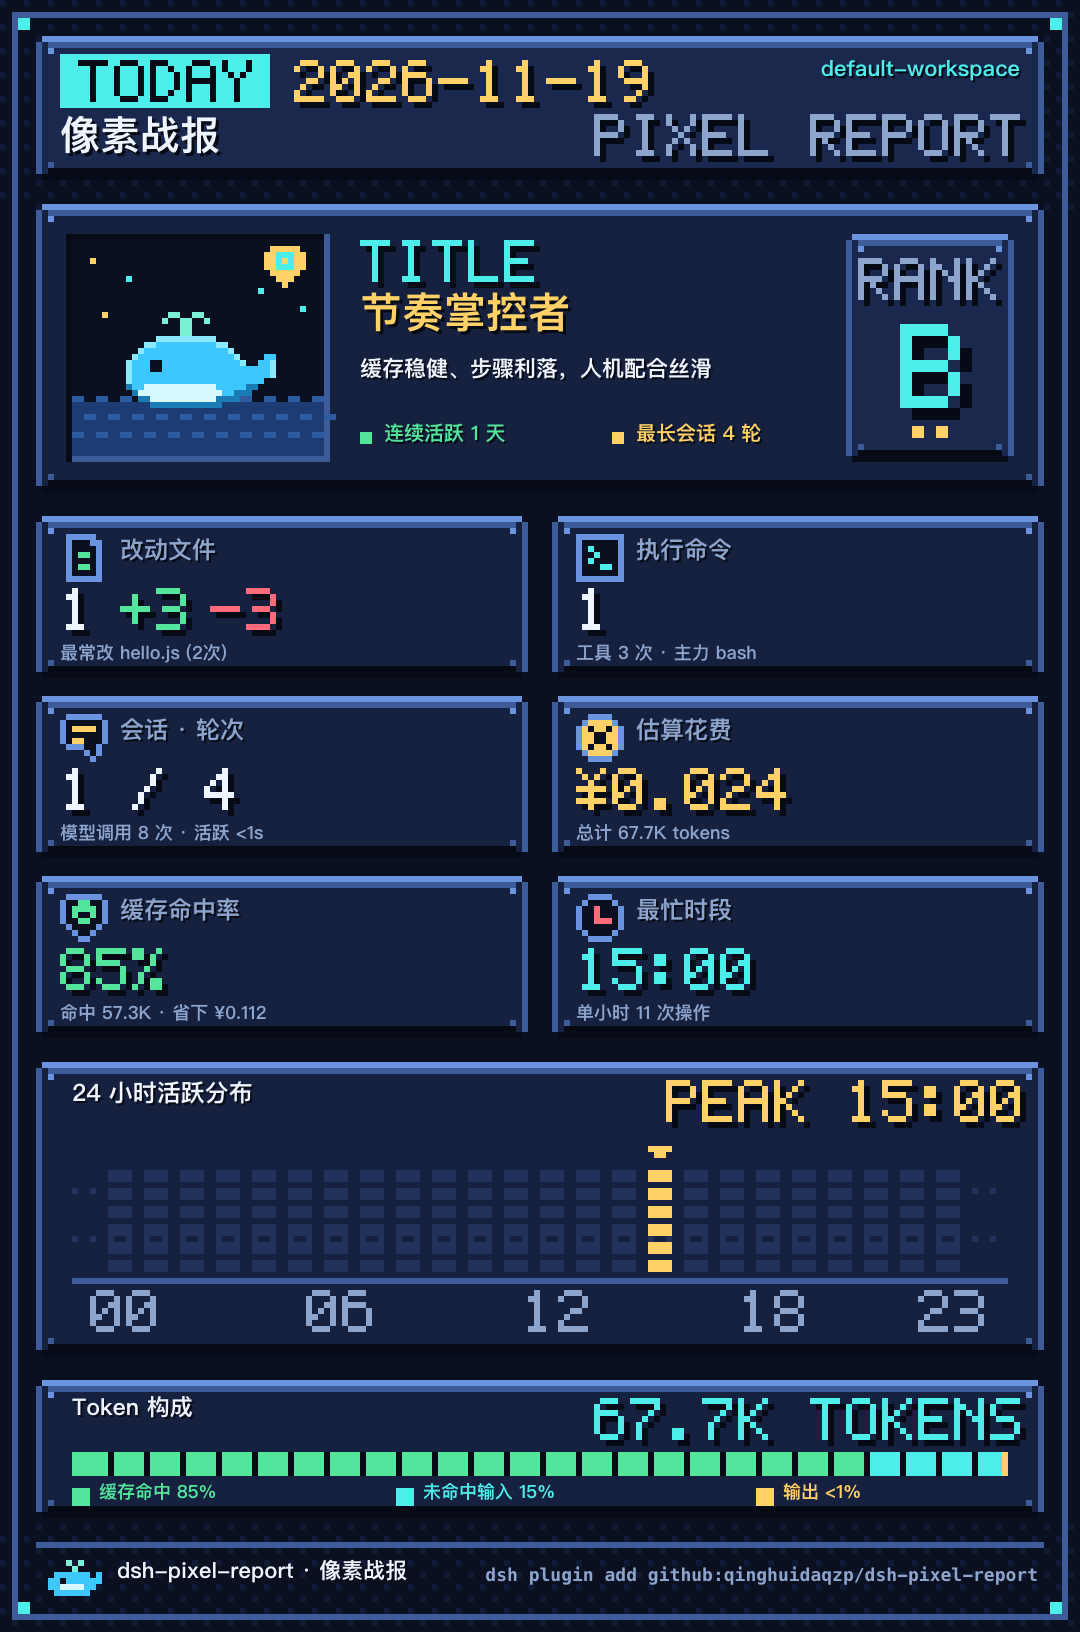 TODAY 2026-11-19 default-workspace
像素战报 PIXEL REPORT
TITLE
节奏掌控者
缓存稳健、步骤利落，人机配合丝滑
连续活跃 1 天 最长会话 4 轮
RANK
B
改动文件
1 +3 -3
最常改 hello.js (2次)
执行命令
1
工具 3 次 · 主力 bash
会话 · 轮次
1 / 4
模型调用 8 次 · 活跃 <1s
估算花费
¥0.024
总计 67.7K tokens
缓存命中率
85%
命中 57.3K · 省下 ¥0.112
最忙时段
15:00
单小时 11 次操作
24 小时活跃分布 PEAK 15:00
00 06 12 18 23
Token 构成 67.7K TOKENS
缓存命中 85% 未命中输入 15% 输出 <1%
dsh-pixel-report · 像素战报 dsh plugin add github:qinghuidaqzp/dsh-pixel-report